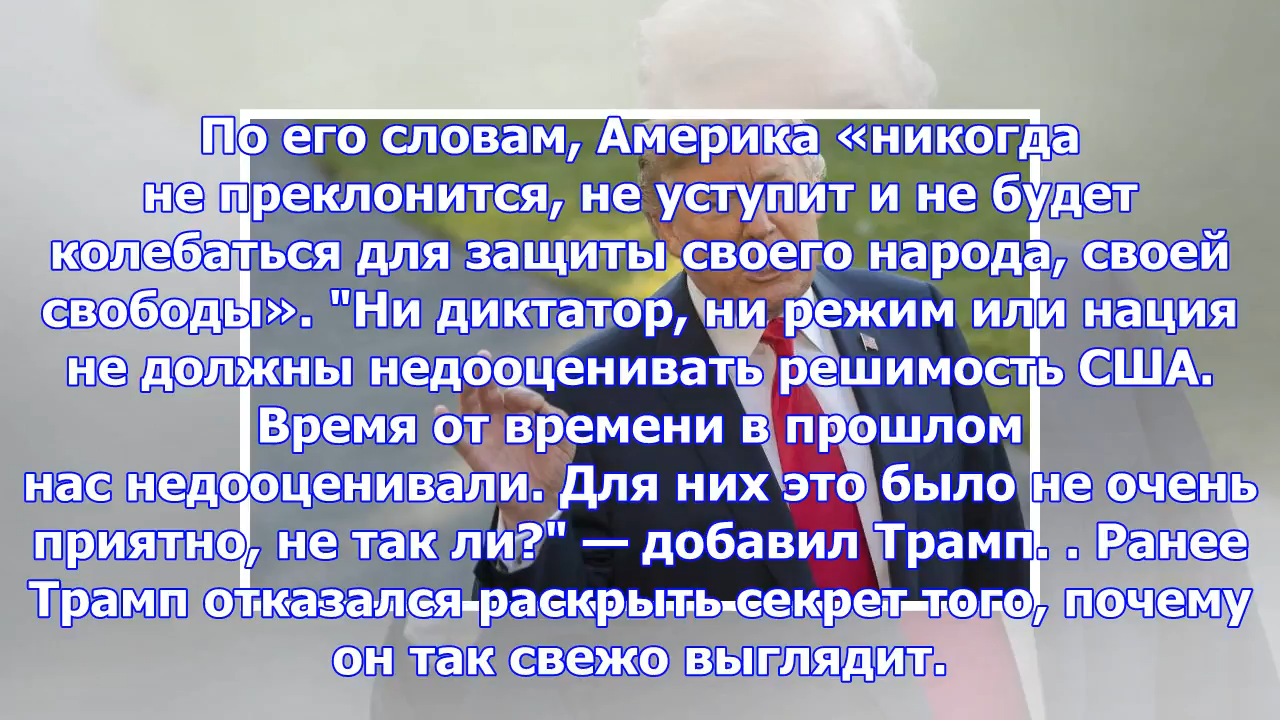 По его словам, Америка «никогда
не преклонится, не уступит и не будет
колебаться для защиты своего народа, своей
свободы». "Ни диктатор, ни режим или нация
не должны недооценивать решимость США.
Время от времени в прошлом
нас недооценивали. Для них это было не очень
приятно, не так ли?" — добавил Трамп. . Ранее
Трамп отказался раскрыть секрет того, почему
он так свежо выглядит.